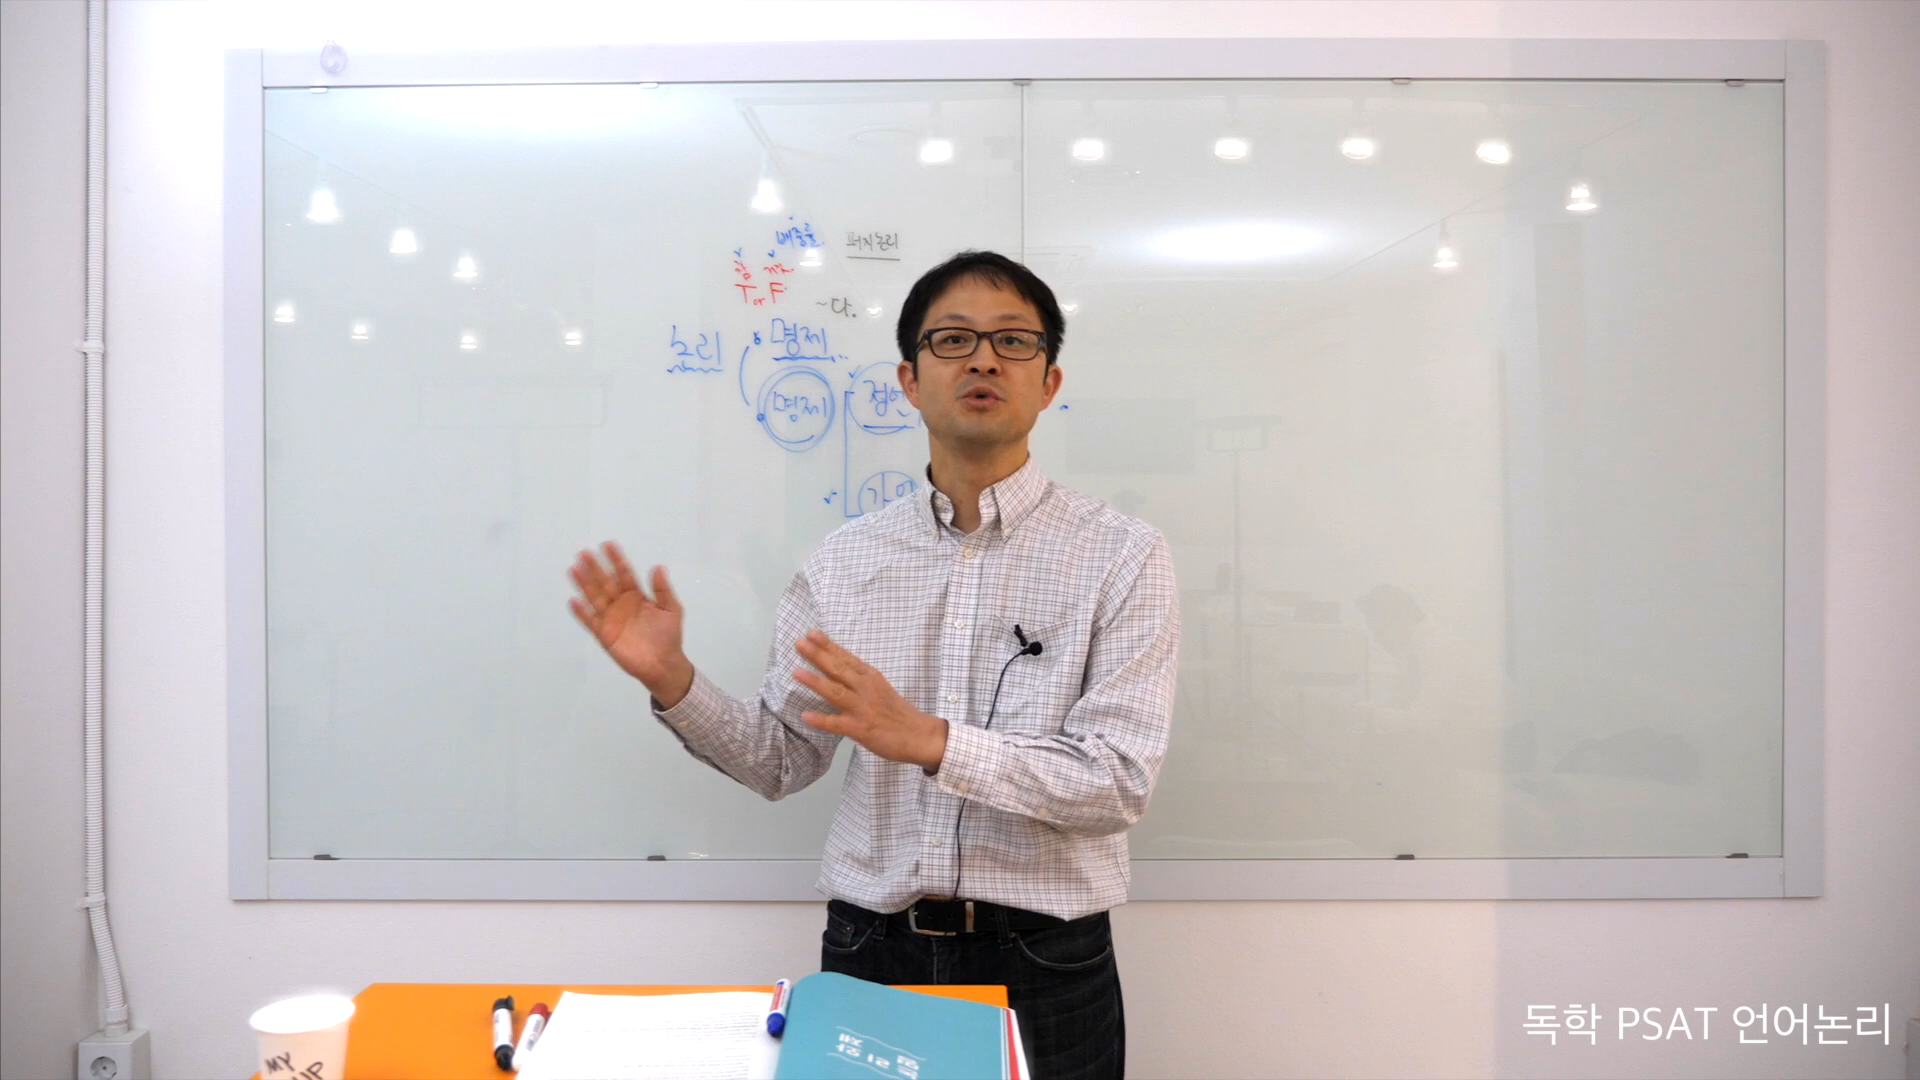 배중률 퍼지논리
참 거짓
T or F
~다.
논리 명제
명제 정언
가언
MY
독학 PSAT 언어논리